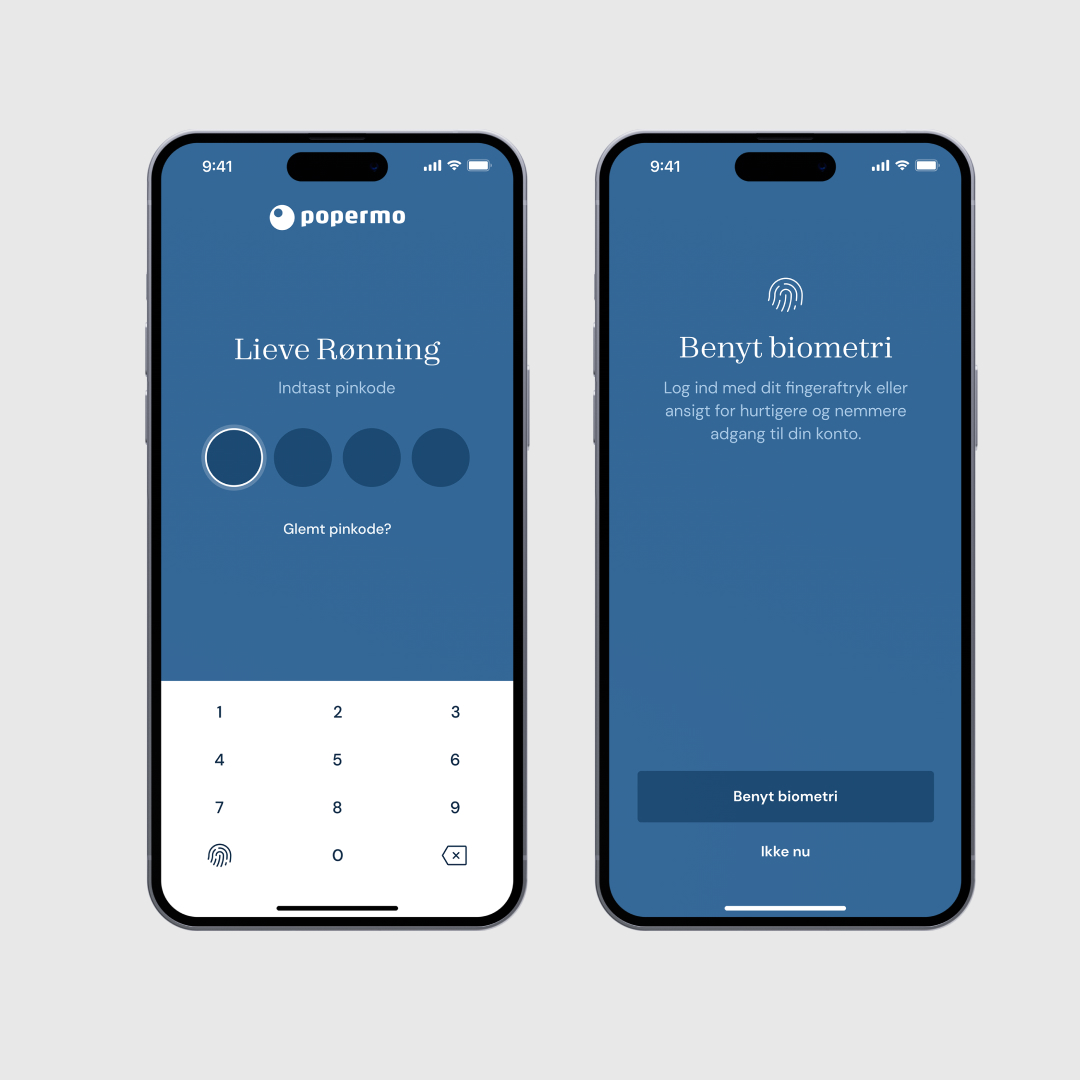 9:41
popermo
Lieve Rønning
Indtast pinkode
Glemt pinkode?
1 2 3
4 5 6
7 8 9
0
9:41
Benyt biometri
Log ind med dit fingeraftryk eller
ansigt for hurtigere og nemmere
adgang til din konto.
Benyt biometri
Ikke nu